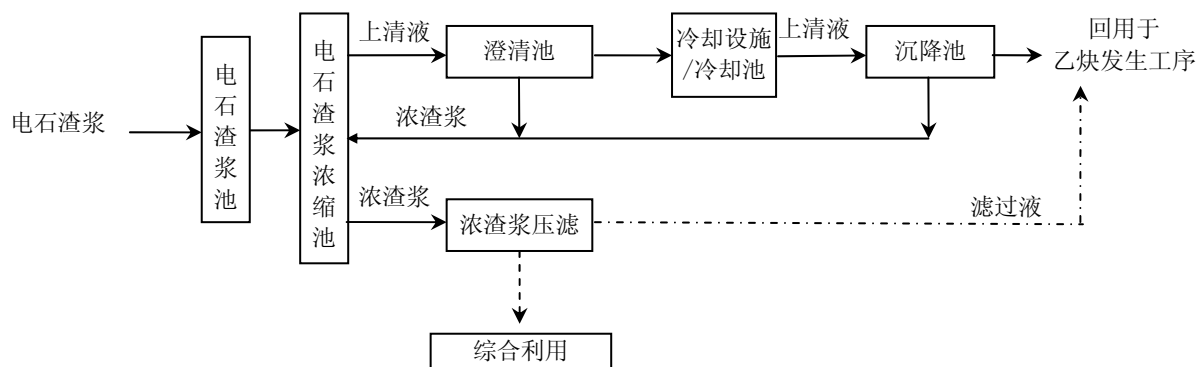 电石渣浆
电石渣浆池
电石渣浆浓缩池
上清液
澄清池
冷却设施
/冷却池
上清液
沉降池
回用于
乙炔发生工序
浓渣浆
浓渣浆
浓渣浆压滤
滤过液
综合利用